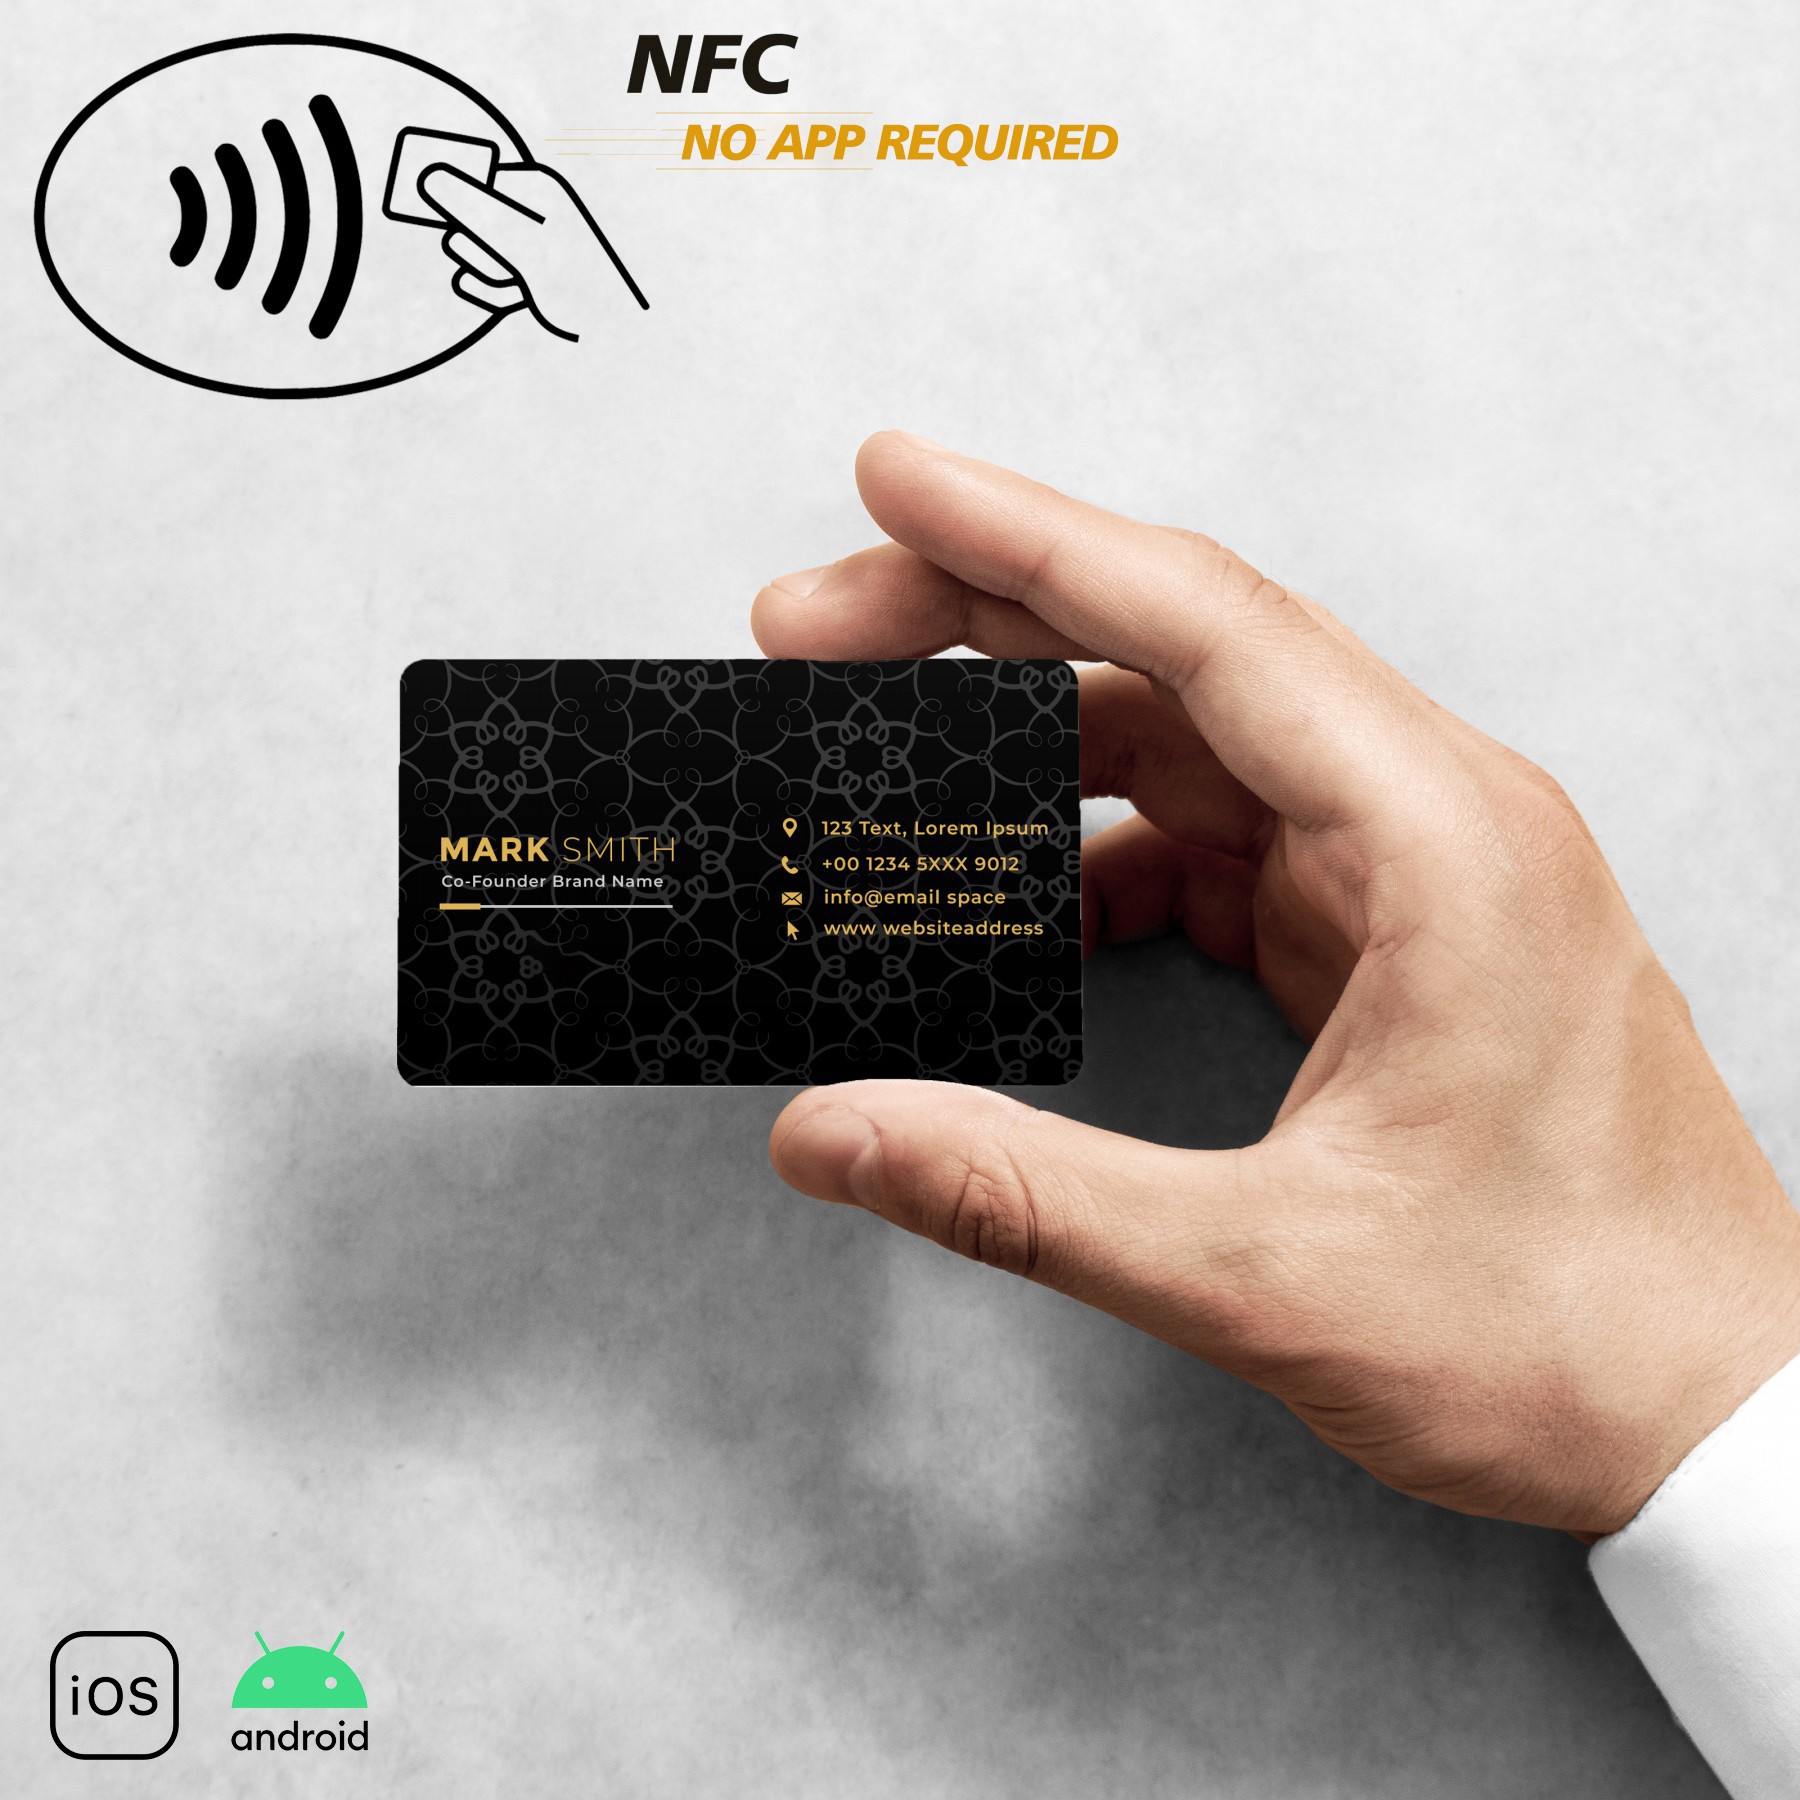 NFC
NO APP REQUIRED
MARK SMITH
Co-Founder Brand Name
123 Text, Lorem Ipsum
+00 1234 5XXX 9012
info@email space
www websiteaddress
iOS
android